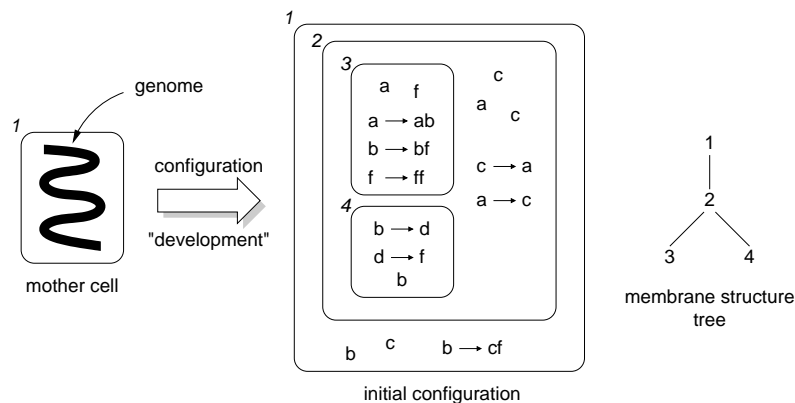 genome
1
mother cell
configuration
"development"
1
2
3
a f
a → ab
b → bf
f → ff
c
a
c
c → a
a → c
4
b → d
d → f
b
b c b → cf
initial configuration
1
2
3 4
membrane structure
tree